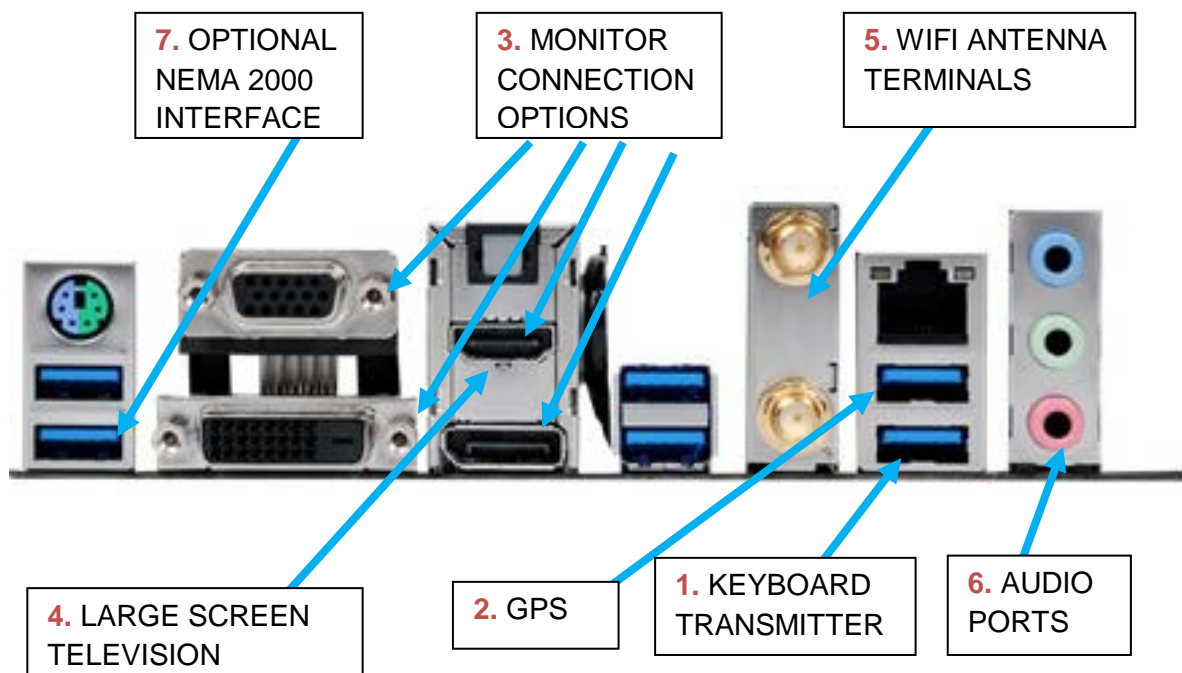 7. OPTIONAL
NEMA 2000
INTERFACE
3. MONITOR
CONNECTION
OPTIONS
5. WIFI ANTENNA
TERMINALS
4. LARGE SCREEN
TELEVISION
2. GPS
1. KEYBOARD
TRANSMITTER
6. AUDIO
PORTS